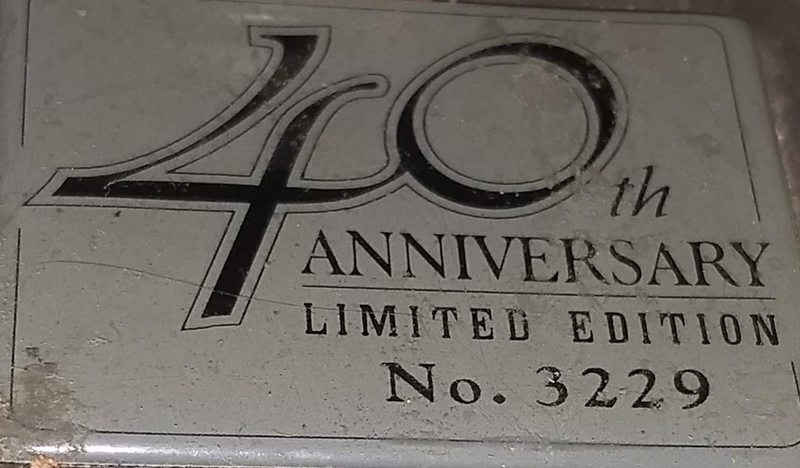 40th
ANNIVERSARY
LIMITED EDITION
No. 3229